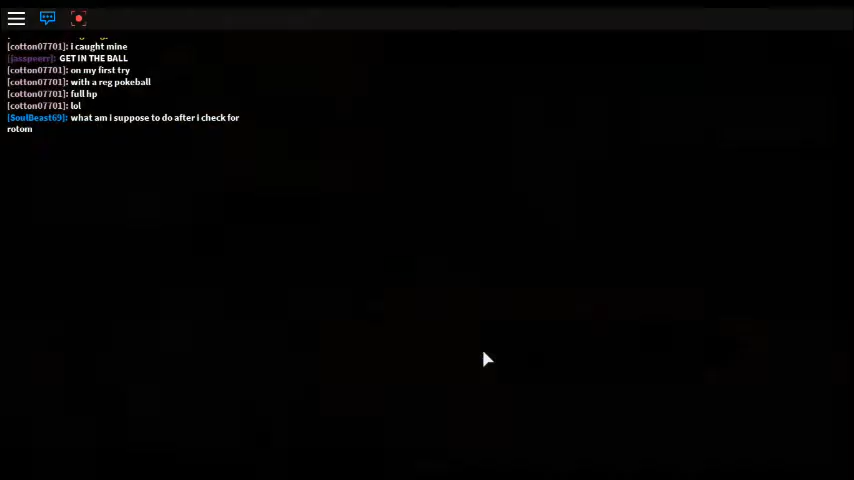 [cotton07701]: i caught mine
[jasspverr]: GET IN THE BALL
[cotton07701]: on my first try
[cotton07701]: with a reg pokeball
[cotton07701]: full hp
[cotton07701]: lol
[SoulBeast69]: what am i suppose to do after i check for
rotom